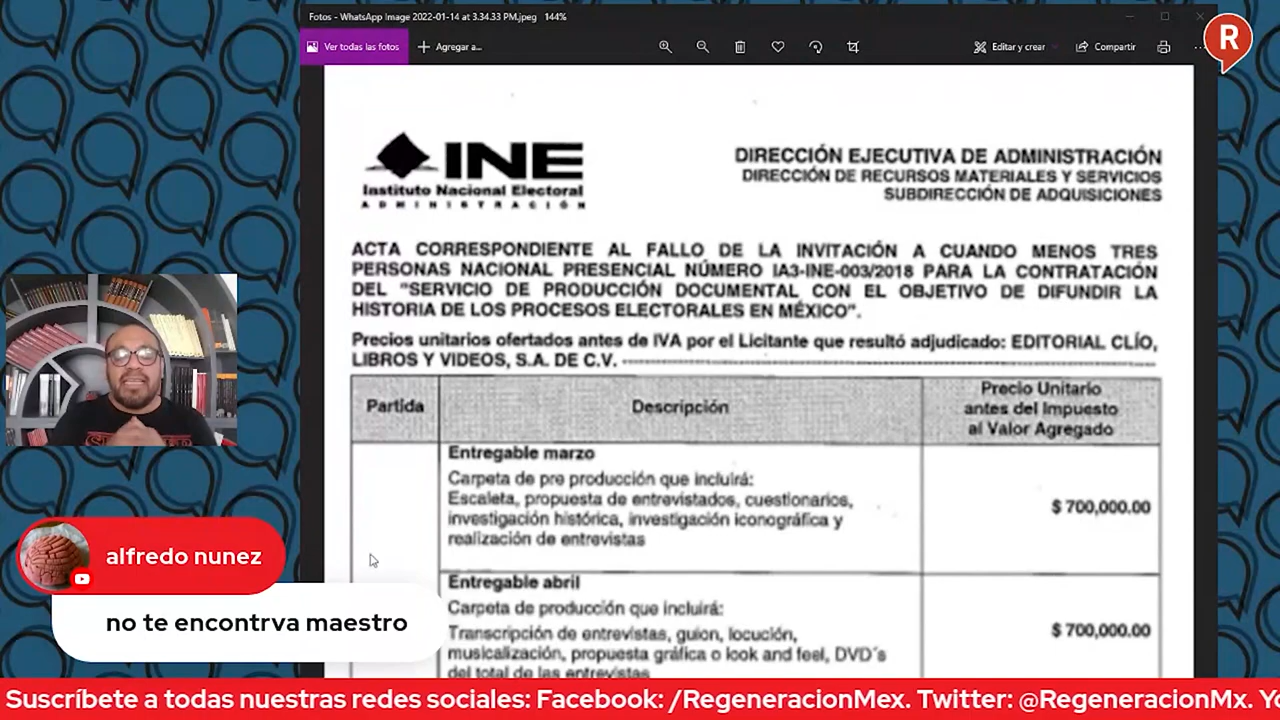 Fotos - WhatsApp Image 2022-01-14 at 3.34.33 PM.jpeg 144%
Ver todas las fotos
Agregar a...
Editar y crear
Compartir
R
INE
Instituto Nacional Electoral
ADMINISTRACIÓN
DIRECCIÓN EJECUTIVA DE ADMINISTRACIÓN
DIRECCIÓN DE RECURSOS MATERIALES Y SERVICIOS
SUBDIRECCIÓN DE ADQUISICIONES
ACTA CORRESPONDIENTE AL FALLO DE LA INVITACIÓN A CUANDO MENOS TRES
PERSONAS NACIONAL PRESENCIAL NÚMERO IA3-INE-003/2018 PARA LA CONTRATACIÓN
DEL "SERVICIO DE PRODUCCIÓN DOCUMENTAL CON EL OBJETIVO DE DIFUNDIR LA
HISTORIA DE LOS PROCESOS ELECTORALES EN MÉXICO".
Precios unitarios ofertados antes de IVA por el Licitante que resultó adjudicado: EDITORIAL CLÍO,
LIBROS Y VIDEOS, S.A. DE C.V.
Partida
Descripción
Precio Unitario
antes del Impuesto
al Valor Agregado
Entregable marzo
Carpeta de pre producción que incluirá:
Escaleta, propuesta de entrevistados, cuestionarios,
investigación histórica, investigación iconográfica y
realización de entrevistas
$ 700,000.00
Entregable abril
Carpeta de producción que incluirá:
Transcripción de entrevistas, guion, locución,
musicalización, propuesta gráfica o look and feel, DVD´s
del total de las entrevistas
$ 700,000.00
alfredo nunez
no te encontrva maestro
Suscríbete a todas nuestras redes sociales: Facebook: /RegeneracionMex. Twitter: @RegeneracionMx. Yo